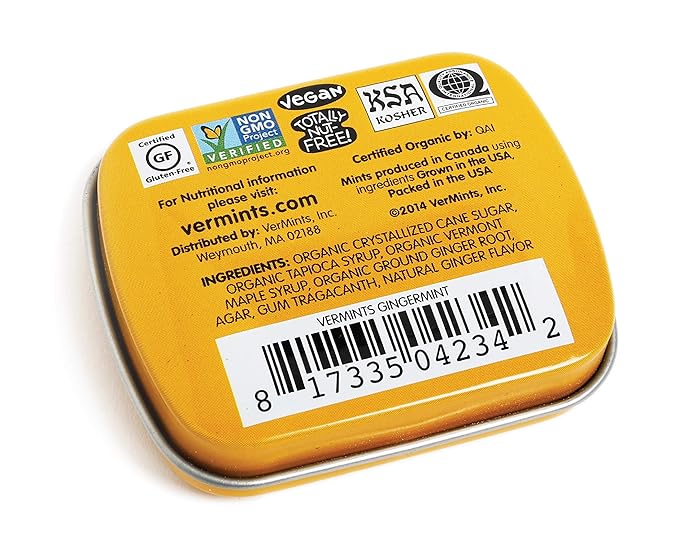 Certified
GF
Gluten-Free
NON
GMO
Project
VERIFIED
nongmoproject.org
VEGAN
TOTALLY
NUT-
FREE!
KSA
KOSHER
CERTIFIED ORGANIC
For Nutritional information
please visit:
vermints.com
Distributed by: VerMints, Inc.
Weymouth, MA 02188
Certified Organic by: QAI
Mints produced in Canada using
ingredients Grown in the USA,
Packed in the USA
©2014 VerMints, Inc.
INGREDIENTS: ORGANIC CRYSTALLIZED CANE SUGAR,
ORGANIC TAPIOCA SYRUP, ORGANIC VERMONT
MAPLE SYRUP, ORGANIC GROUND GINGER ROOT,
AGAR, GUM TRAGACANTH, NATURAL GINGER FLAVOR
VERMINTS GINGERMINT
8 17335 04234 2